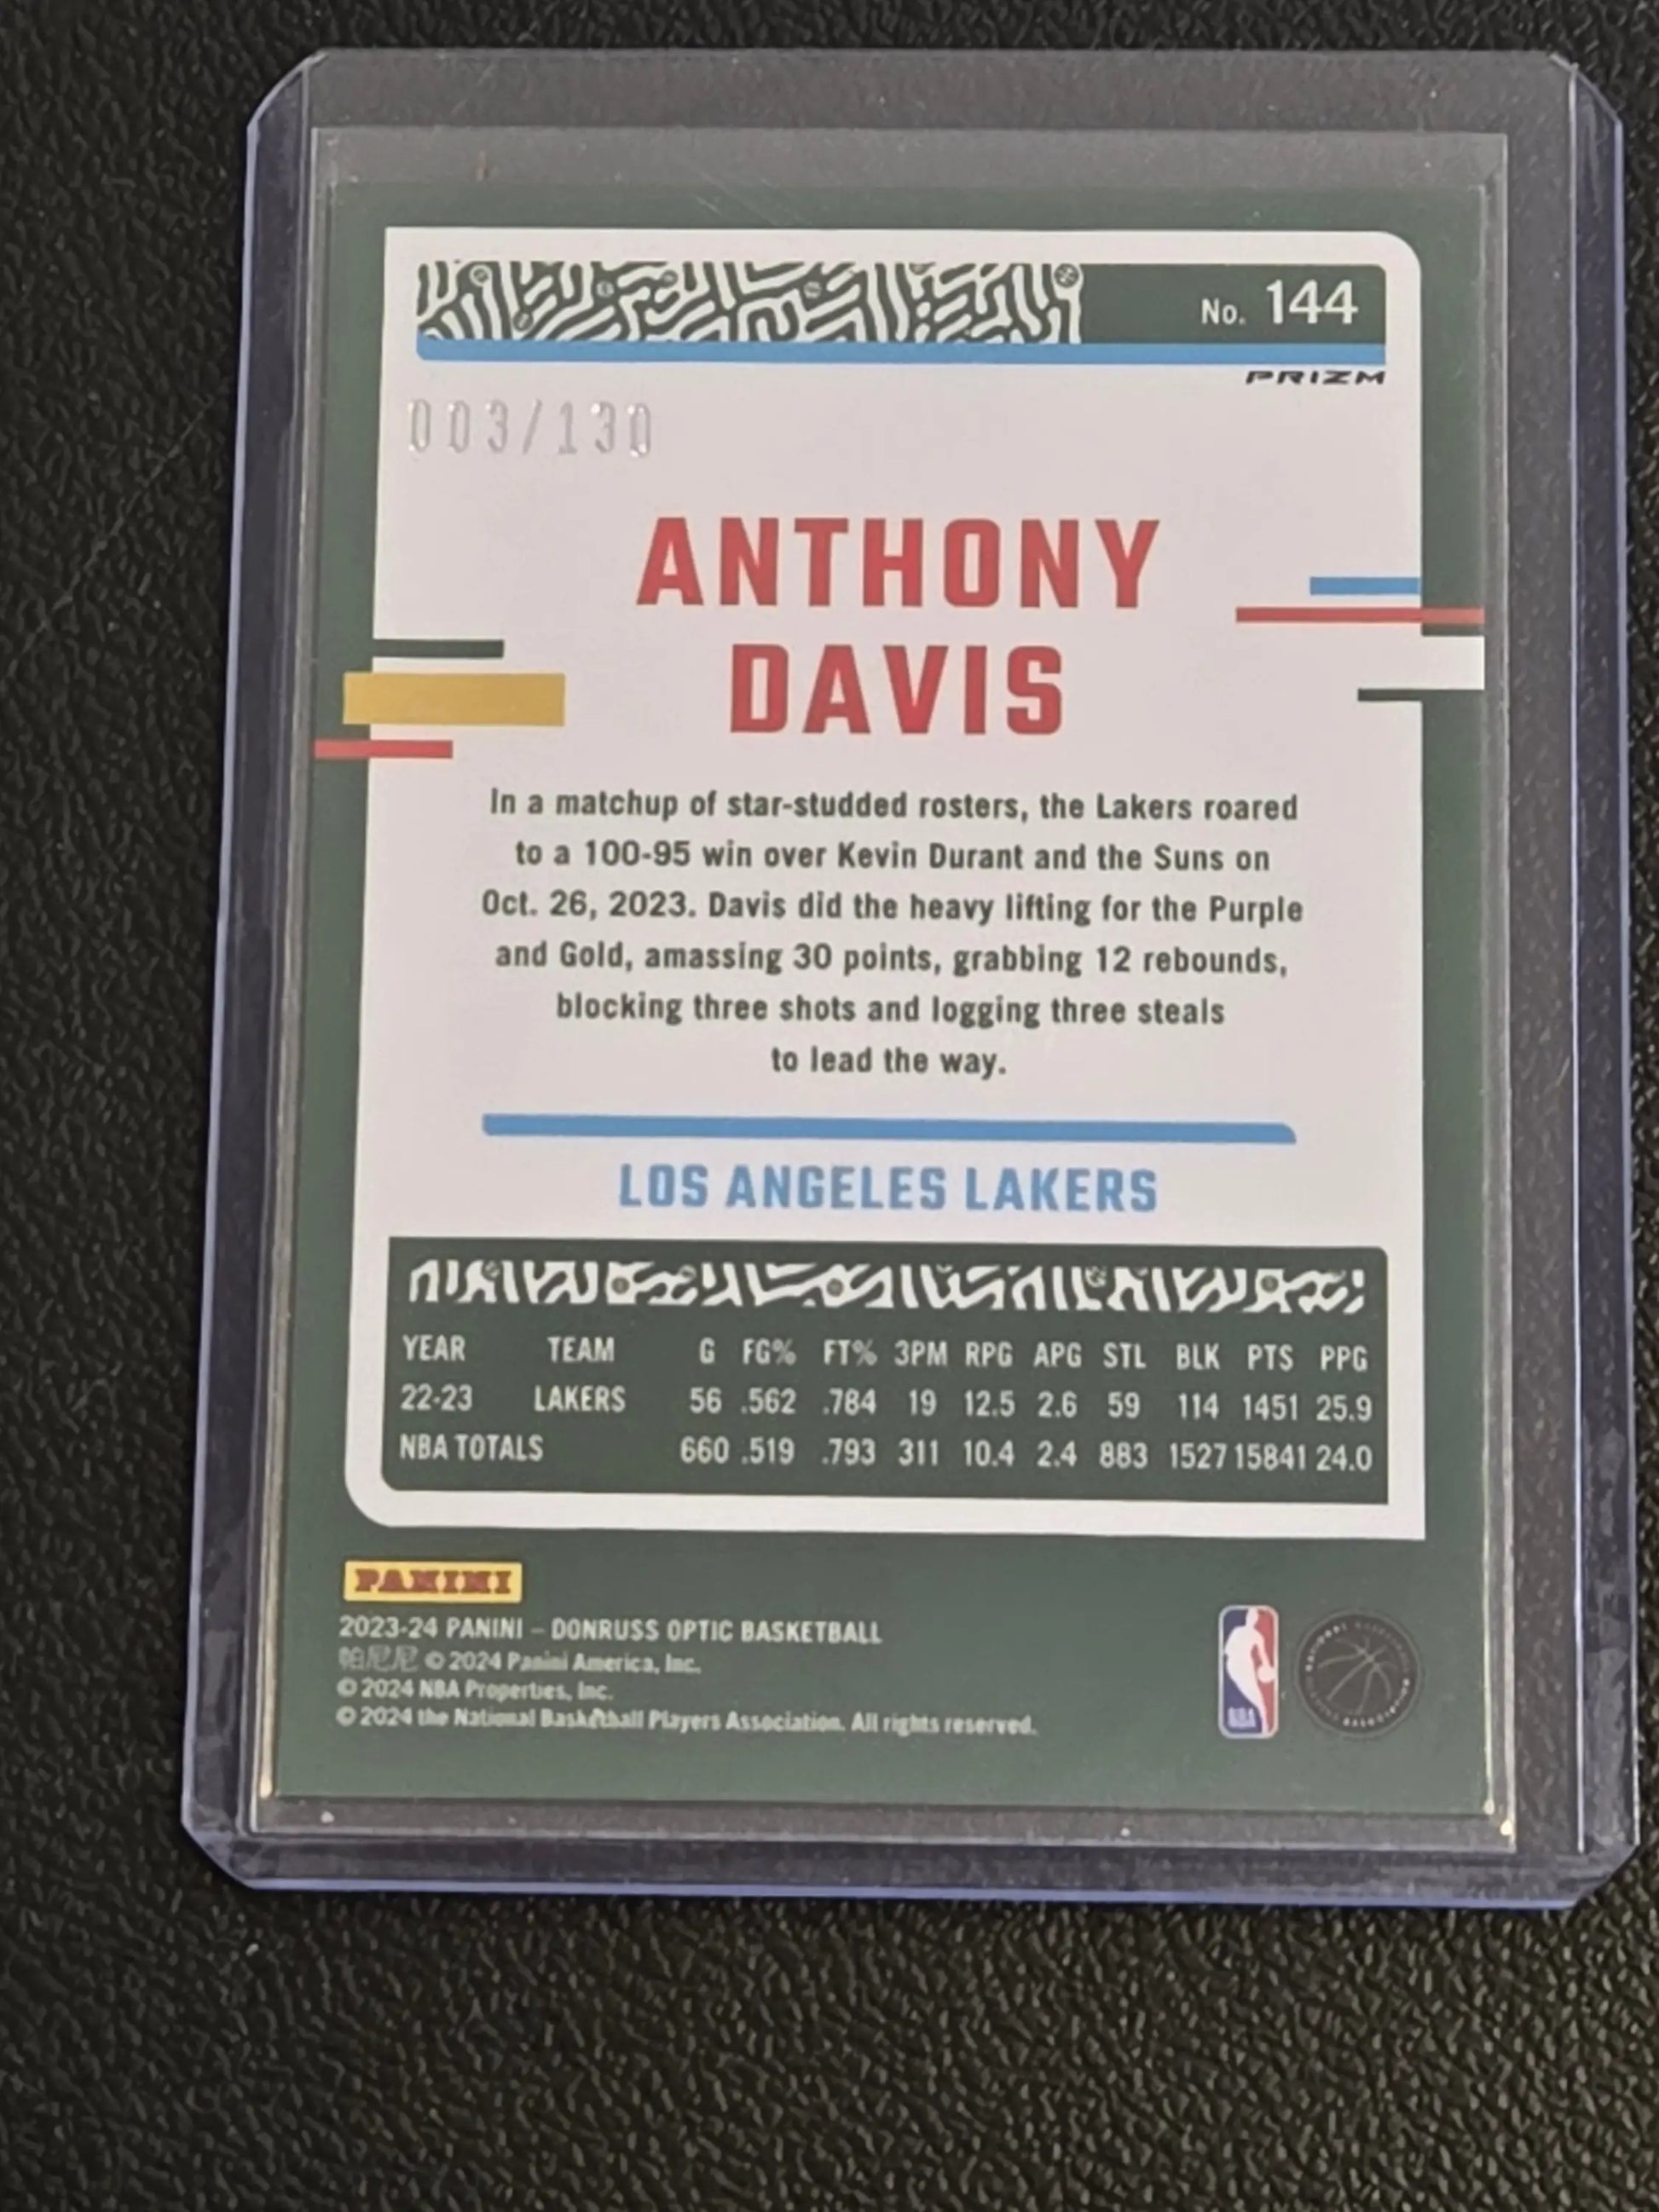 No. 144
PRIZM
003/130
ANTHONY
DAVIS
In a matchup of star-studded rosters, the Lakers roared
to a 100-95 win over Kevin Durant and the Suns on
Oct. 26, 2023. Davis did the heavy lifting for the Purple
and Gold, amassing 30 points, grabbing 12 rebounds,
blocking three shots and logging three steals
to lead the way.
LOS ANGELES LAKERS
YEAR TEAM G FG% FT% 3PM RPG APG STL BLK PTS PPG
22-23 LAKERS 56 .562 .784 19 12.5 2.6 59 114 1451 25.9
NBA TOTALS 660 .519 .793 311 10.4 2.4 883 1527 15841 24.0
PANINI
2023-24 PANINI – DONRUSS OPTIC BASKETBALL
帕尼尼 © 2024 Panini America, Inc.
© 2024 NBA Properties, Inc.
© 2024 the National Basketball Players Association. All rights reserved.
NBA